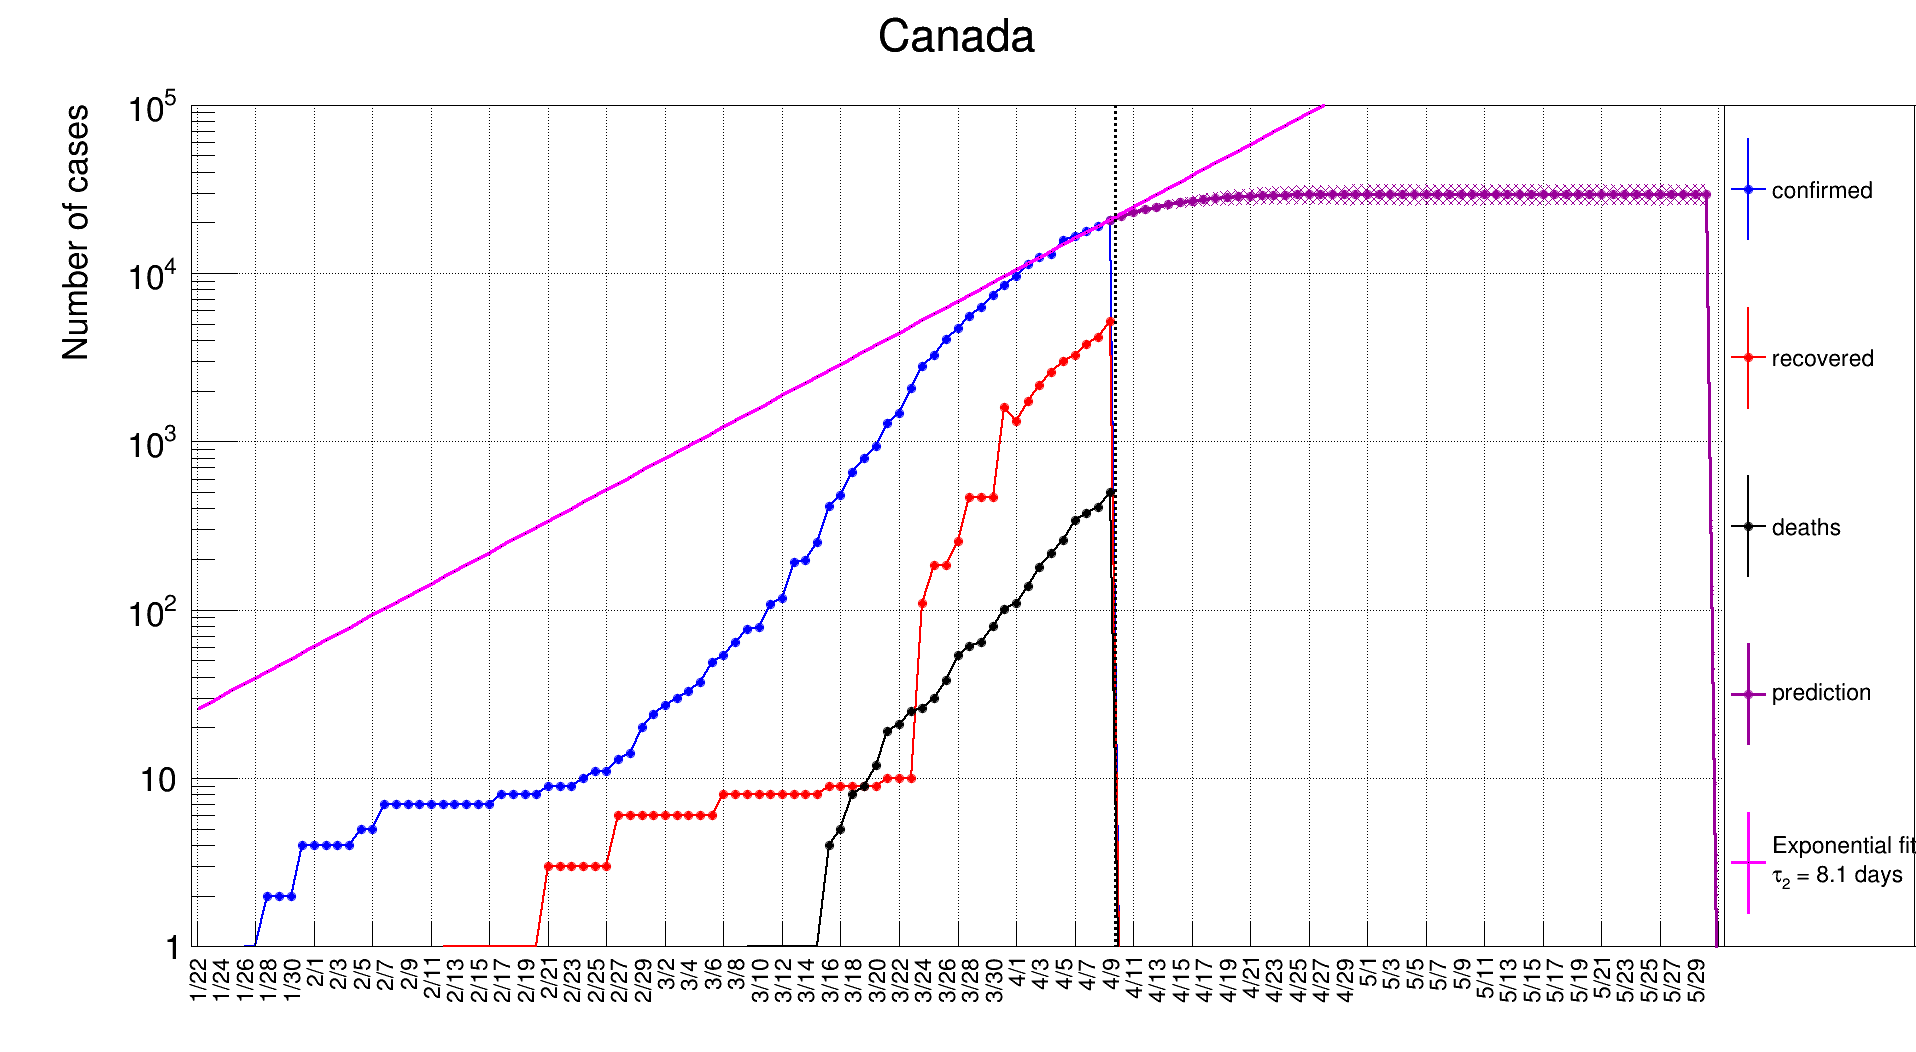 Canada
Number of cases
10^5
10^4
10^3
10^2
10
1
1/22 1/24 1/26 1/28 1/30 2/1 2/3 2/5 2/7 2/9 2/11 2/13 2/15 2/17 2/19 2/21 2/23 2/25 2/27 2/29 3/2 3/4 3/6 3/8 3/10 3/12 3/14 3/16 3/18 3/20 3/22 3/24 3/26 3/28 3/30 4/1 4/3 4/5 4/7 4/9 4/11 4/13 4/15 4/17 4/19 4/21 4/23 4/25 4/27 4/29 5/1 5/3 5/5 5/7 5/9 5/11 5/13 5/15 5/17 5/19 5/21 5/23 5/25 5/27 5/29
confirmed
recovered
deaths
prediction
Exponential fit
τ₂ = 8.1 days